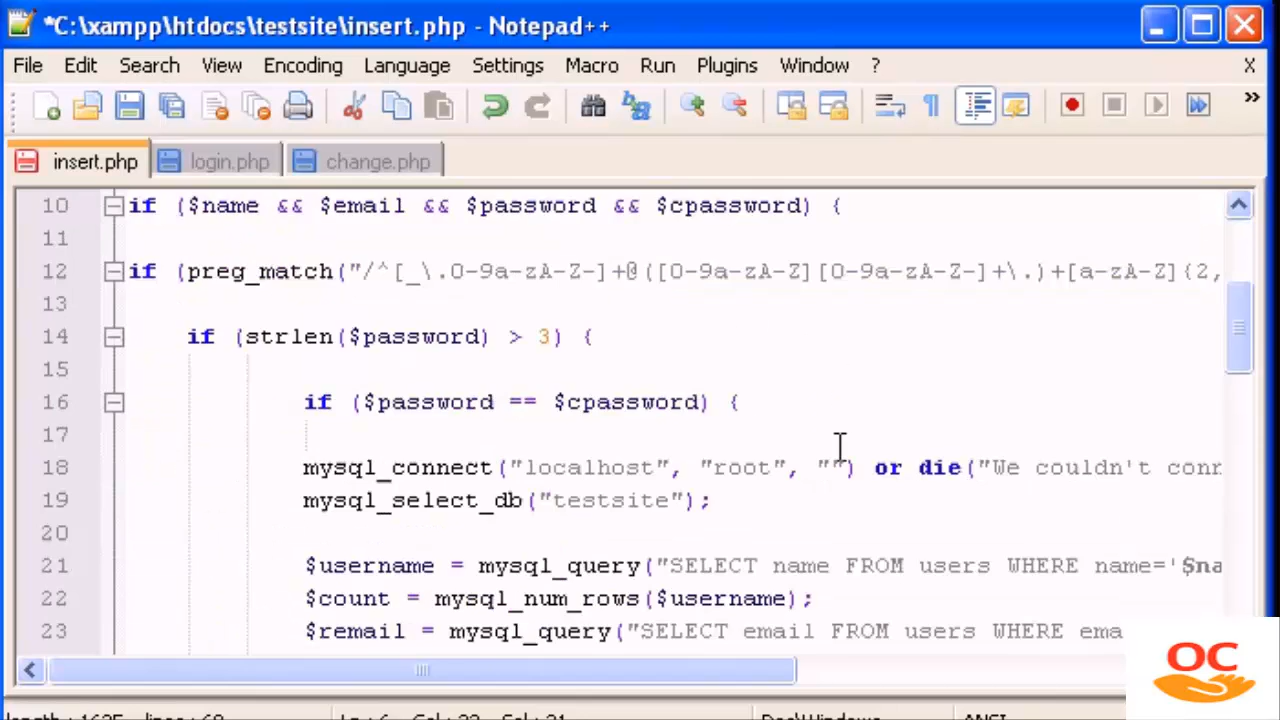 *C:\xampp\htdocs\testsite\insert.php - Notepad++
File Edit Search View Encoding Language Settings Macro Run Plugins Window ? X
insert.php login.php change.php
10 if ($name && $email && $password && $cpassword) {
11
12 if (preg_match("/^[_\.0-9a-zA-Z-]+@([0-9a-zA-Z][0-9a-zA-Z-]+\.)+[a-zA-Z]{2,
13
14 if (strlen($password) > 3) {
15
16 if ($password == $cpassword) {
17
18 mysql_connect("localhost", "root", "") or die("We couldn't conn
19 mysql_select_db("testsite");
20
21 $username = mysql_query("SELECT name FROM users WHERE name='$na
22 $count = mysql_num_rows($username);
23 $remail = mysql_query("SELECT email FROM users WHERE ema
OC